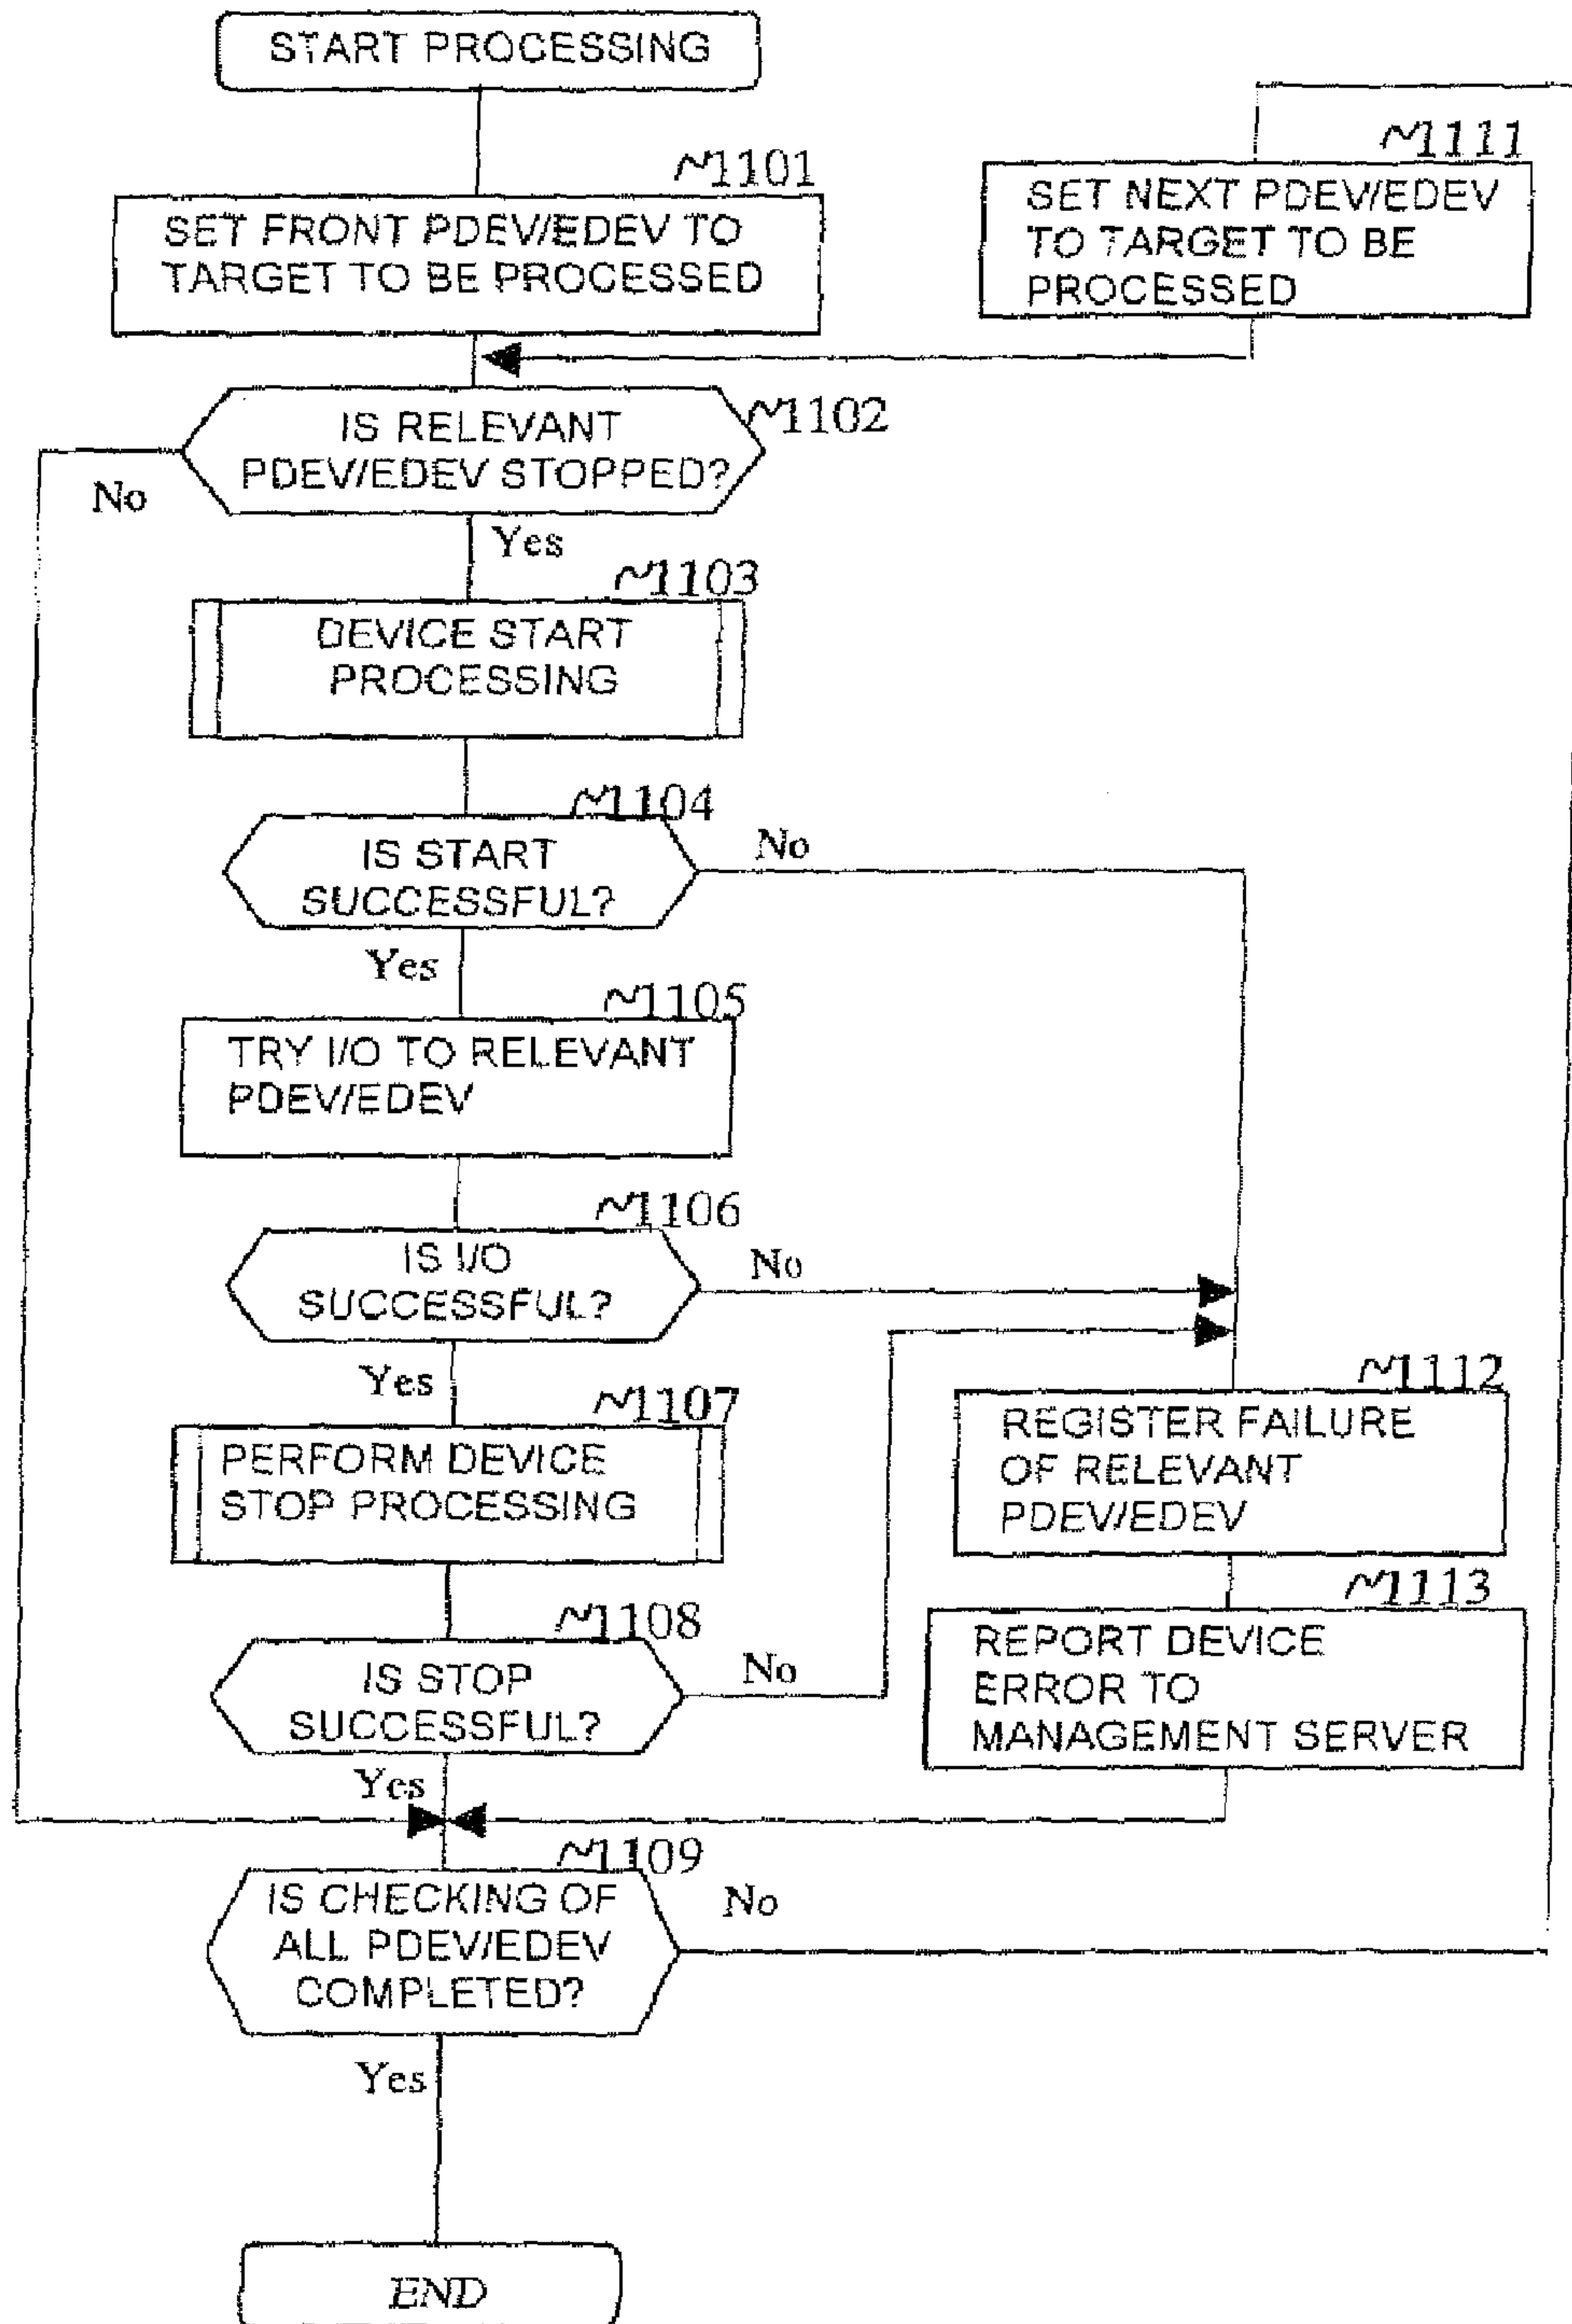 START PROCESSING
~1101
SET FRONT PDEV/EDEV TO
TARGET TO BE PROCESSED
~1111
SET NEXT PDEV/EDEV
TO TARGET TO BE
PROCESSED
~1102
IS RELEVANT
PDEV/EDEV STOPPED?
No
Yes
~1103
DEVICE START
PROCESSING
~1104
IS START
SUCCESSFUL?
No
Yes
~1105
TRY I/O TO RELEVANT
PDEV/EDEV
~1106
IS I/O
SUCCESSFUL?
No
Yes
~1107
PERFORM DEVICE
STOP PROCESSING
~1112
REGISTER FAILURE
OF RELEVANT
PDEV/EDEV
~1108
IS STOP
SUCCESSFUL?
No
Yes
~1113
REPORT DEVICE
ERROR TO
MANAGEMENT SERVER
~1109
IS CHECKING OF
ALL PDEV/EDEV
COMPLETED?
No
Yes
END